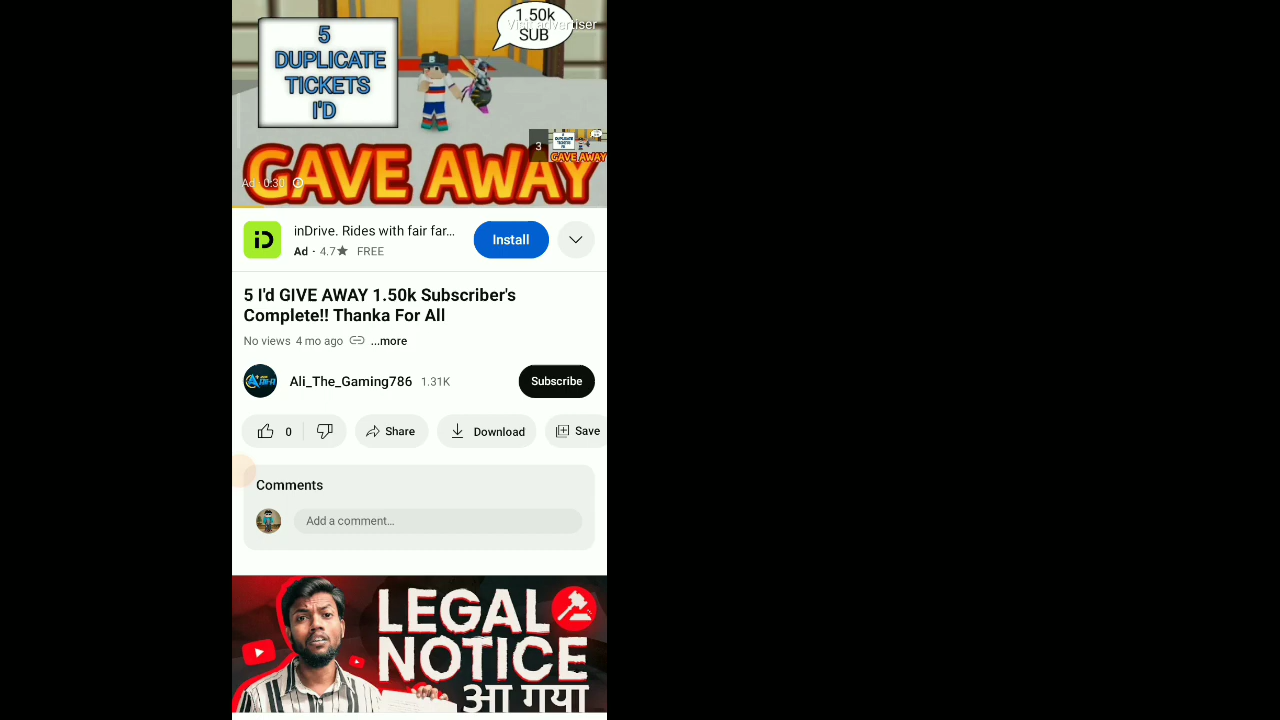 1.50k
SUB
Visit advertiser
5
DUPLICATE
TICKETS
I'D
3
GAVE AWAY
Ad · 0:30
inDrive. Rides with fair far...
Ad · 4.7★ FREE
Install
5 I'd GIVE AWAY 1.50k Subscriber's
Complete!! Thanka For All
No views 4 mo ago ...more
Ali_The_Gaming786 1.31K
Subscribe
0 Share Download Save
Comments
Add a comment...
LEGAL
NOTICE
आ गया